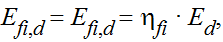 E_{fi,d} = E_{fi,d} = η_{fi} · E_d,